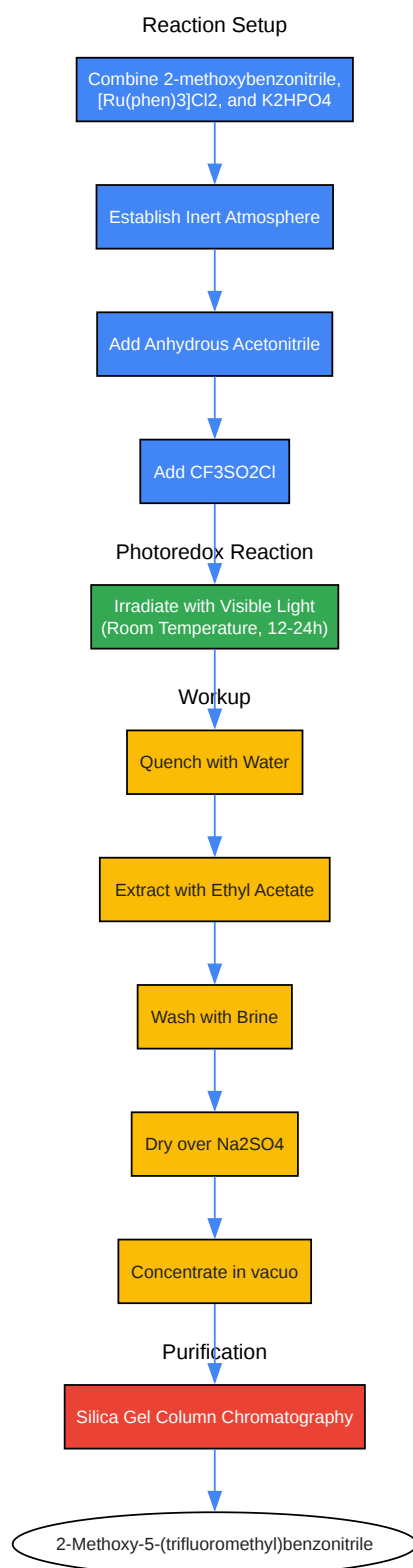 Reaction Setup
Combine 2-methoxybenzonitrile,
[Ru(phen)3]Cl2, and K2HPO4
Establish Inert Atmosphere
Add Anhydrous Acetonitrile
Add CF3SO2Cl
Photoredox Reaction
Irradiate with Visible Light
(Room Temperature, 12-24h)
Workup
Quench with Water
Extract with Ethyl Acetate
Wash with Brine
Dry over Na2SO4
Concentrate in vacuo
Purification
Silica Gel Column Chromatography
2-Methoxy-5-(trifluoromethyl)benzonitrile